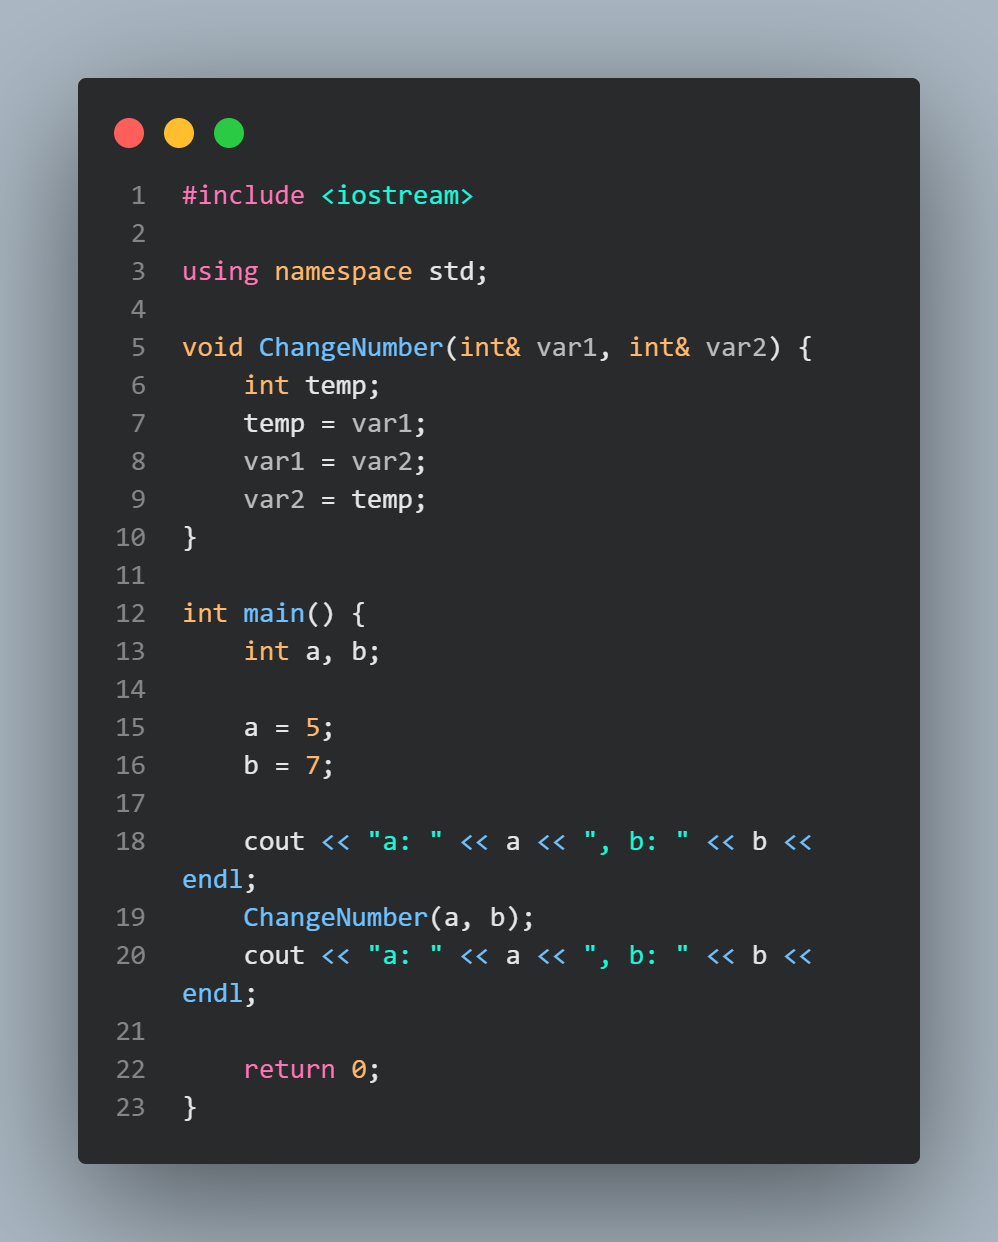 1 #include <iostream>
2
3 using namespace std;
4
5 void ChangeNumber(int& var1, int& var2) {
6     int temp;
7     temp = var1;
8     var1 = var2;
9     var2 = temp;
10 }
11
12 int main() {
13     int a, b;
14
15     a = 5;
16     b = 7;
17
18     cout << "a: " << a << ", b: " << b <<
endl;
19     ChangeNumber(a, b);
20     cout << "a: " << a << ", b: " << b <<
endl;
21
22     return 0;
23 }